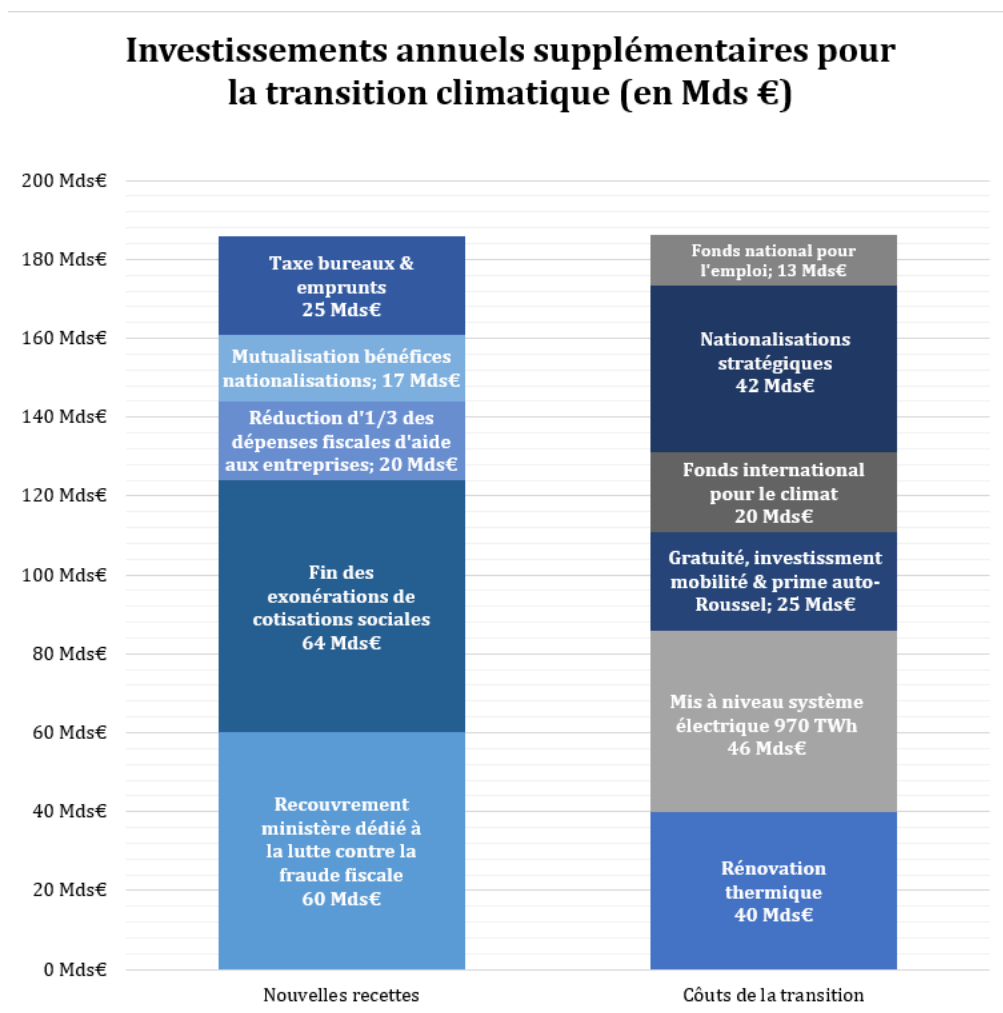 Investissements annuels supplémentaires pour
la transition climatique (en Mds €)
200 Mds€
180 Mds€
160 Mds€
140 Mds€
120 Mds€
100 Mds€
80 Mds€
60 Mds€
40 Mds€
20 Mds€
0 Mds€
Taxe bureaux &
emprunts
25 Mds€
Mutualisation bénéfices
nationalisations; 17 Mds€
Réduction d'1/3 des
dépenses fiscales d'aide
aux entreprises; 20 Mds€
Fin des
exonérations de
cotisations sociales
64 Mds€
Recouvrement
ministère dédié à
la lutte contre la
fraude fiscale
60 Mds€
Fonds national pour
l'emploi; 13 Mds€
Nationalisations
stratégiques
42 Mds€
Fonds international
pour le climat
20 Mds€
Gratuité, investissment
mobilité & prime auto-
Roussel; 25 Mds€
Mis à niveau système
électrique 970 TWh
46 Mds€
Rénovation
thermique
40 Mds€
Nouvelles recettes
Côuts de la transition